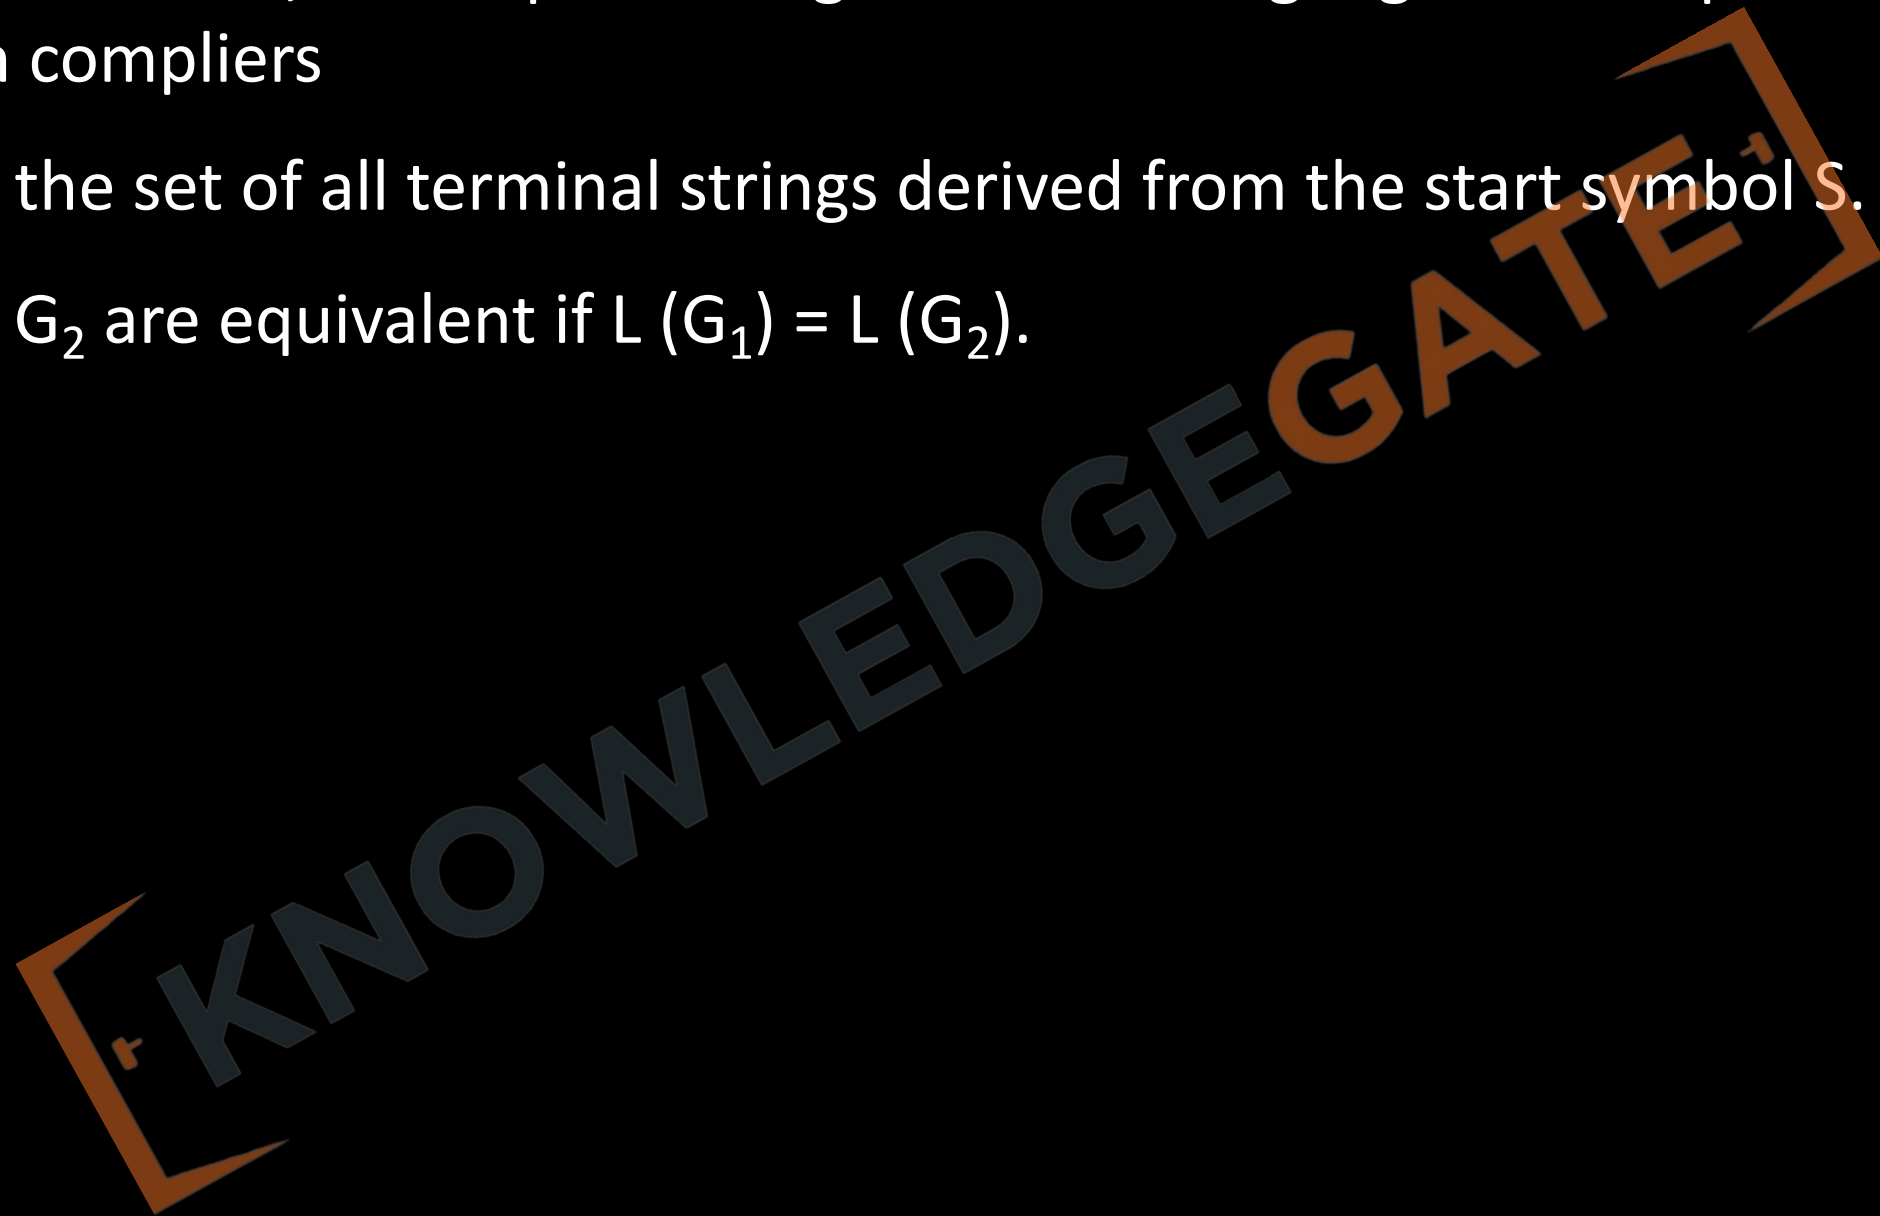 compliers
the set of all terminal strings derived from the start symbol S.
G₂ are equivalent if L (G₁) = L (G₂).
KNOWLEDGEGATE